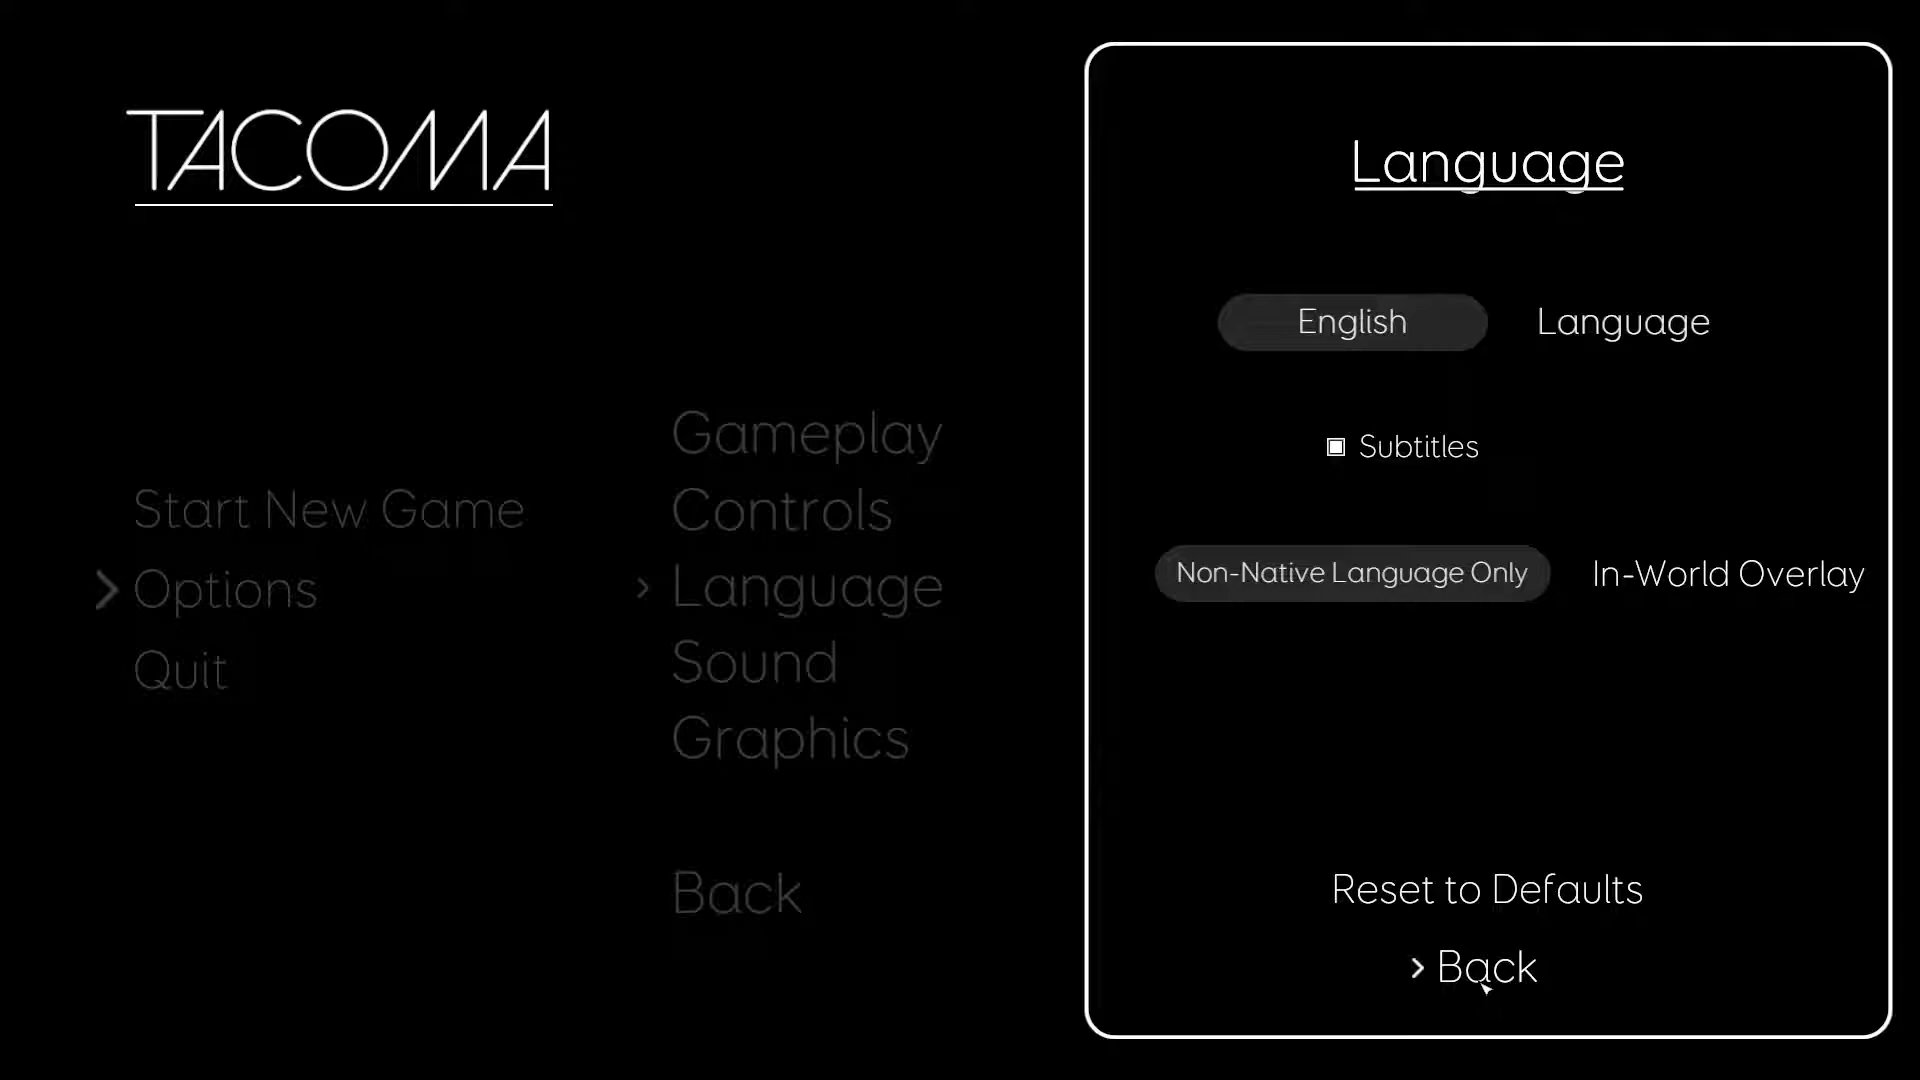 TACOMA
Start New Game
Options
Quit
Gameplay
Controls
Language
Sound
Graphics
Back
Language
English Language
Subtitles
Non-Native Language Only In-World Overlay
Reset to Defaults
Back